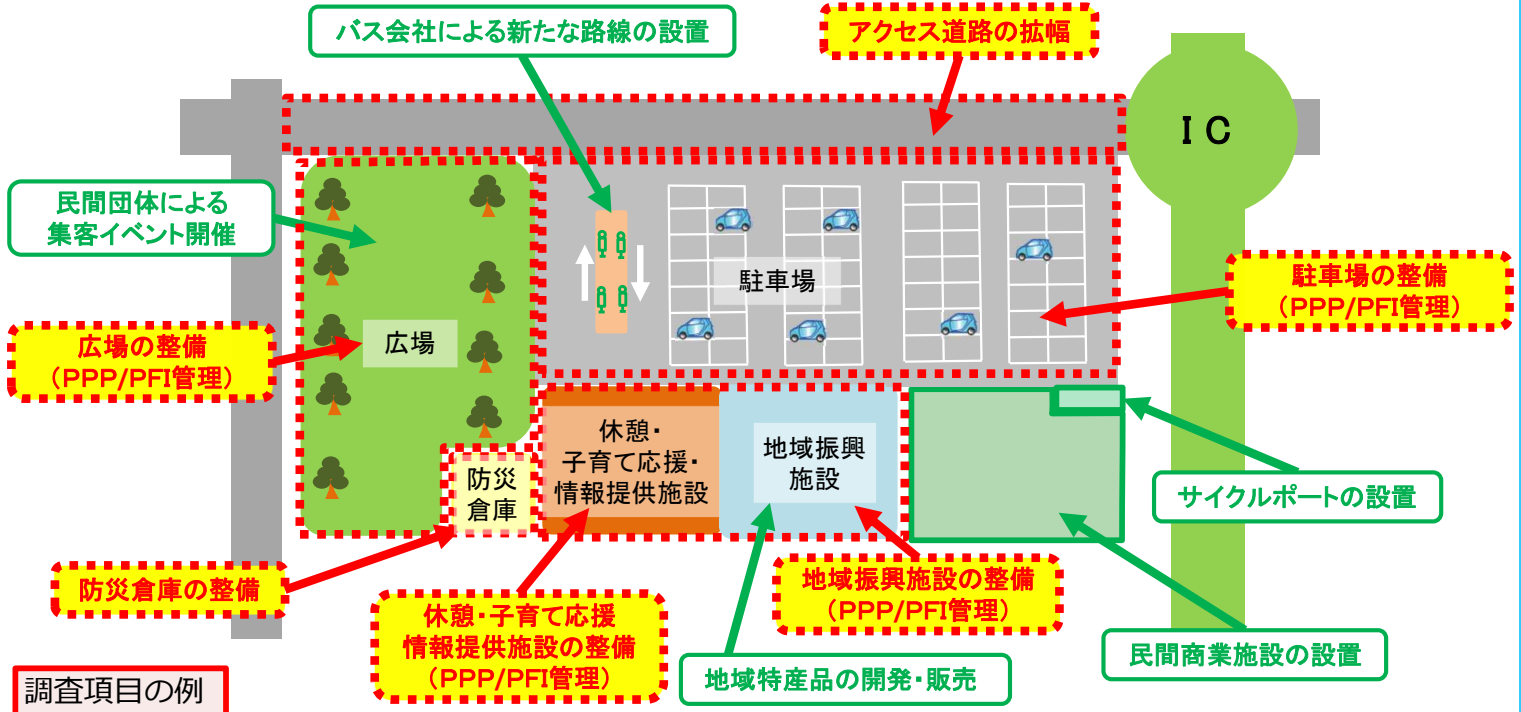 バス会社による新たな路線の設置
アクセス道路の拡幅
IC
民間団体による
集客イベント開催
駐車場
駐車場の整備
（PPP/PFI管理）
広場の整備
（PPP/PFI管理）
広場
休憩・
子育て応援・
情報提供施設
地域振興
施設
防災
倉庫
サイクルポートの設置
防災倉庫の整備
地域振興施設の整備
（PPP/PFI管理）
休憩・子育て応援
情報提供施設の整備
（PPP/PFI管理）
民間商業施設の設置
地域特産品の開発・販売
調査項目の例